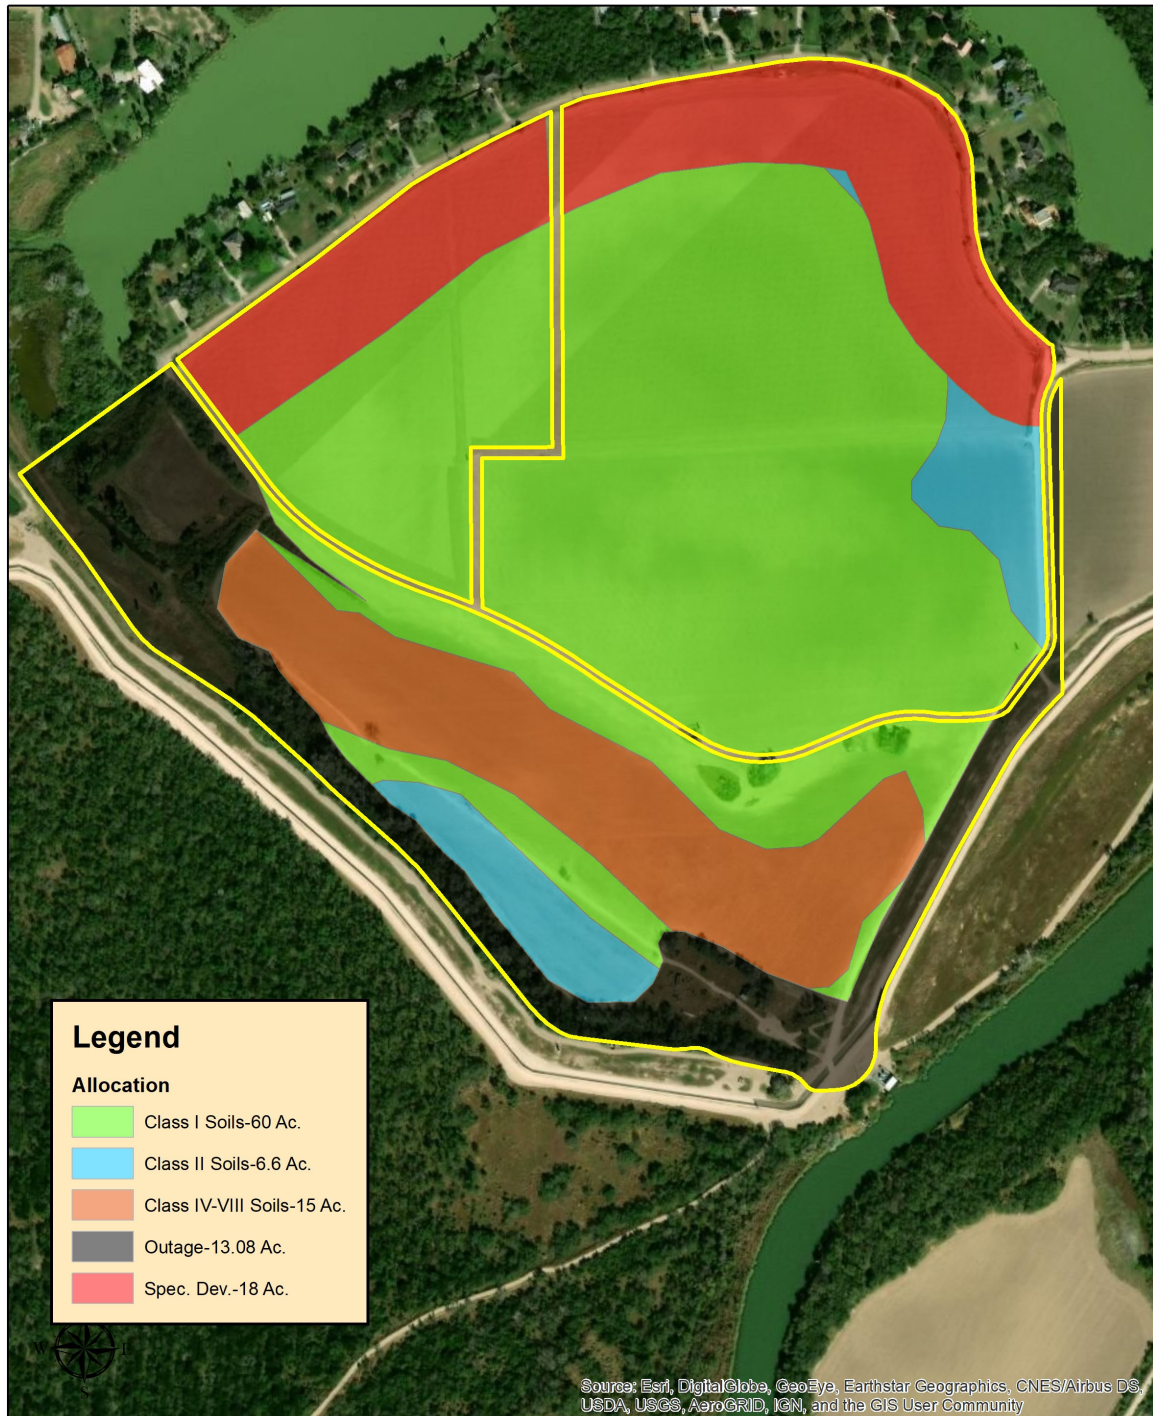 Legend
Allocation
Class I Soils-60 Ac.
Class II Soils-6.6 Ac.
Class IV-VIII Soils-15 Ac.
Outage-13.08 Ac.
Spec. Dev.-18 Ac.
W
E
Source: Esri, DigitalGlobe, GeoEye, Earthstar Geographics, CNES/Airbus DS,
USDA, USGS, AeroGRID, IGN, and the GIS User Community